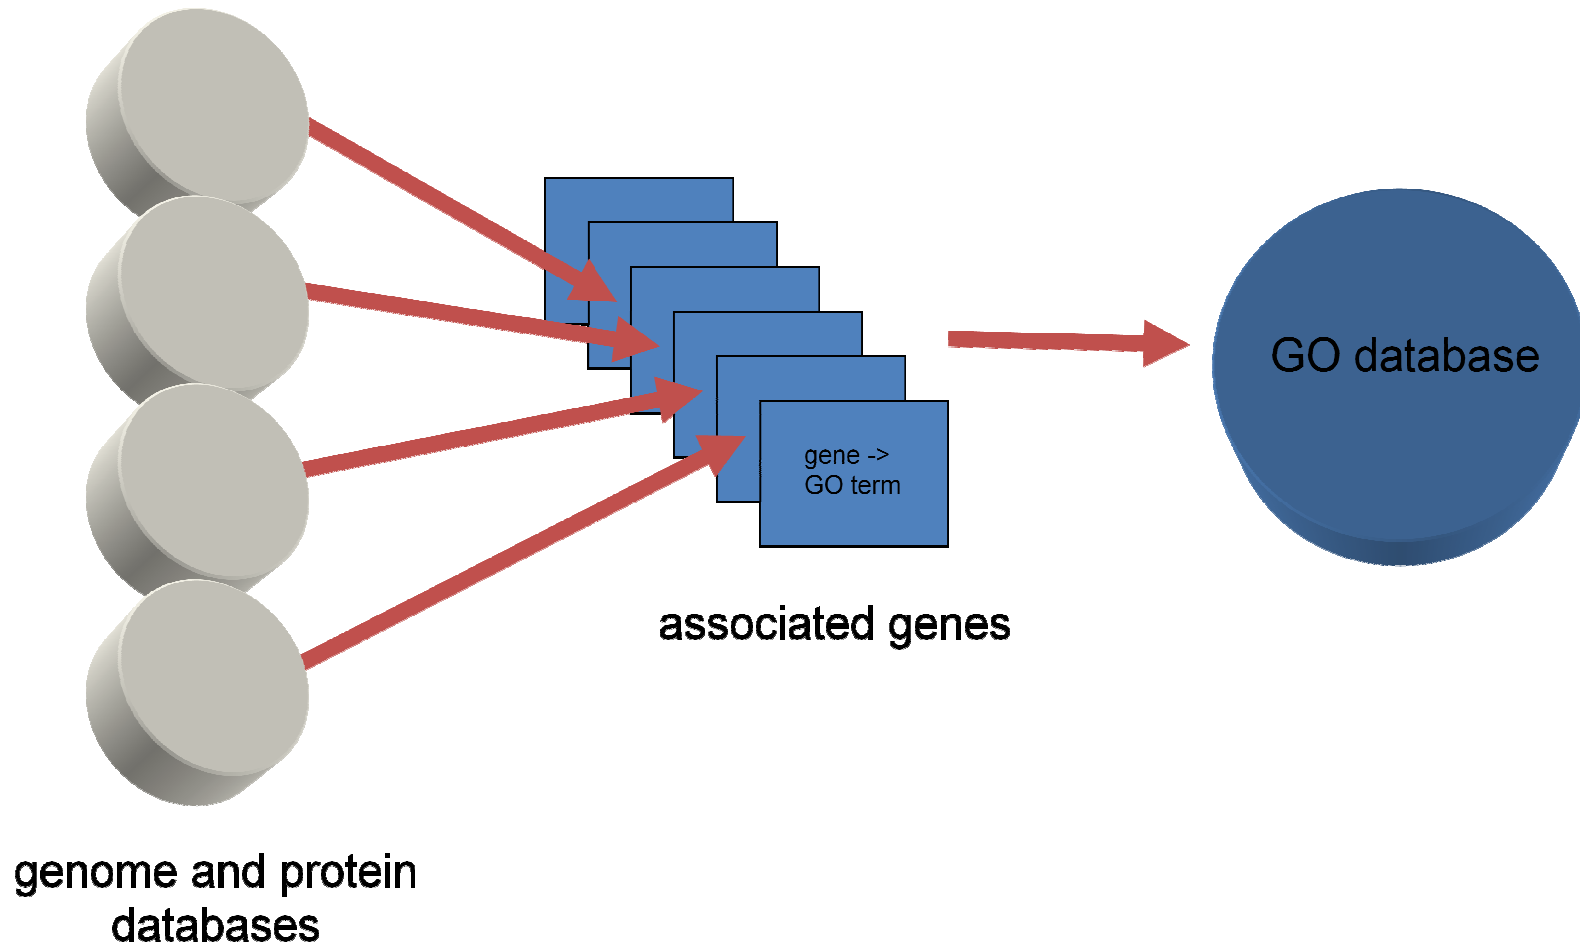 GO database
gene ->
GO term
associated genes
genome and protein
databases